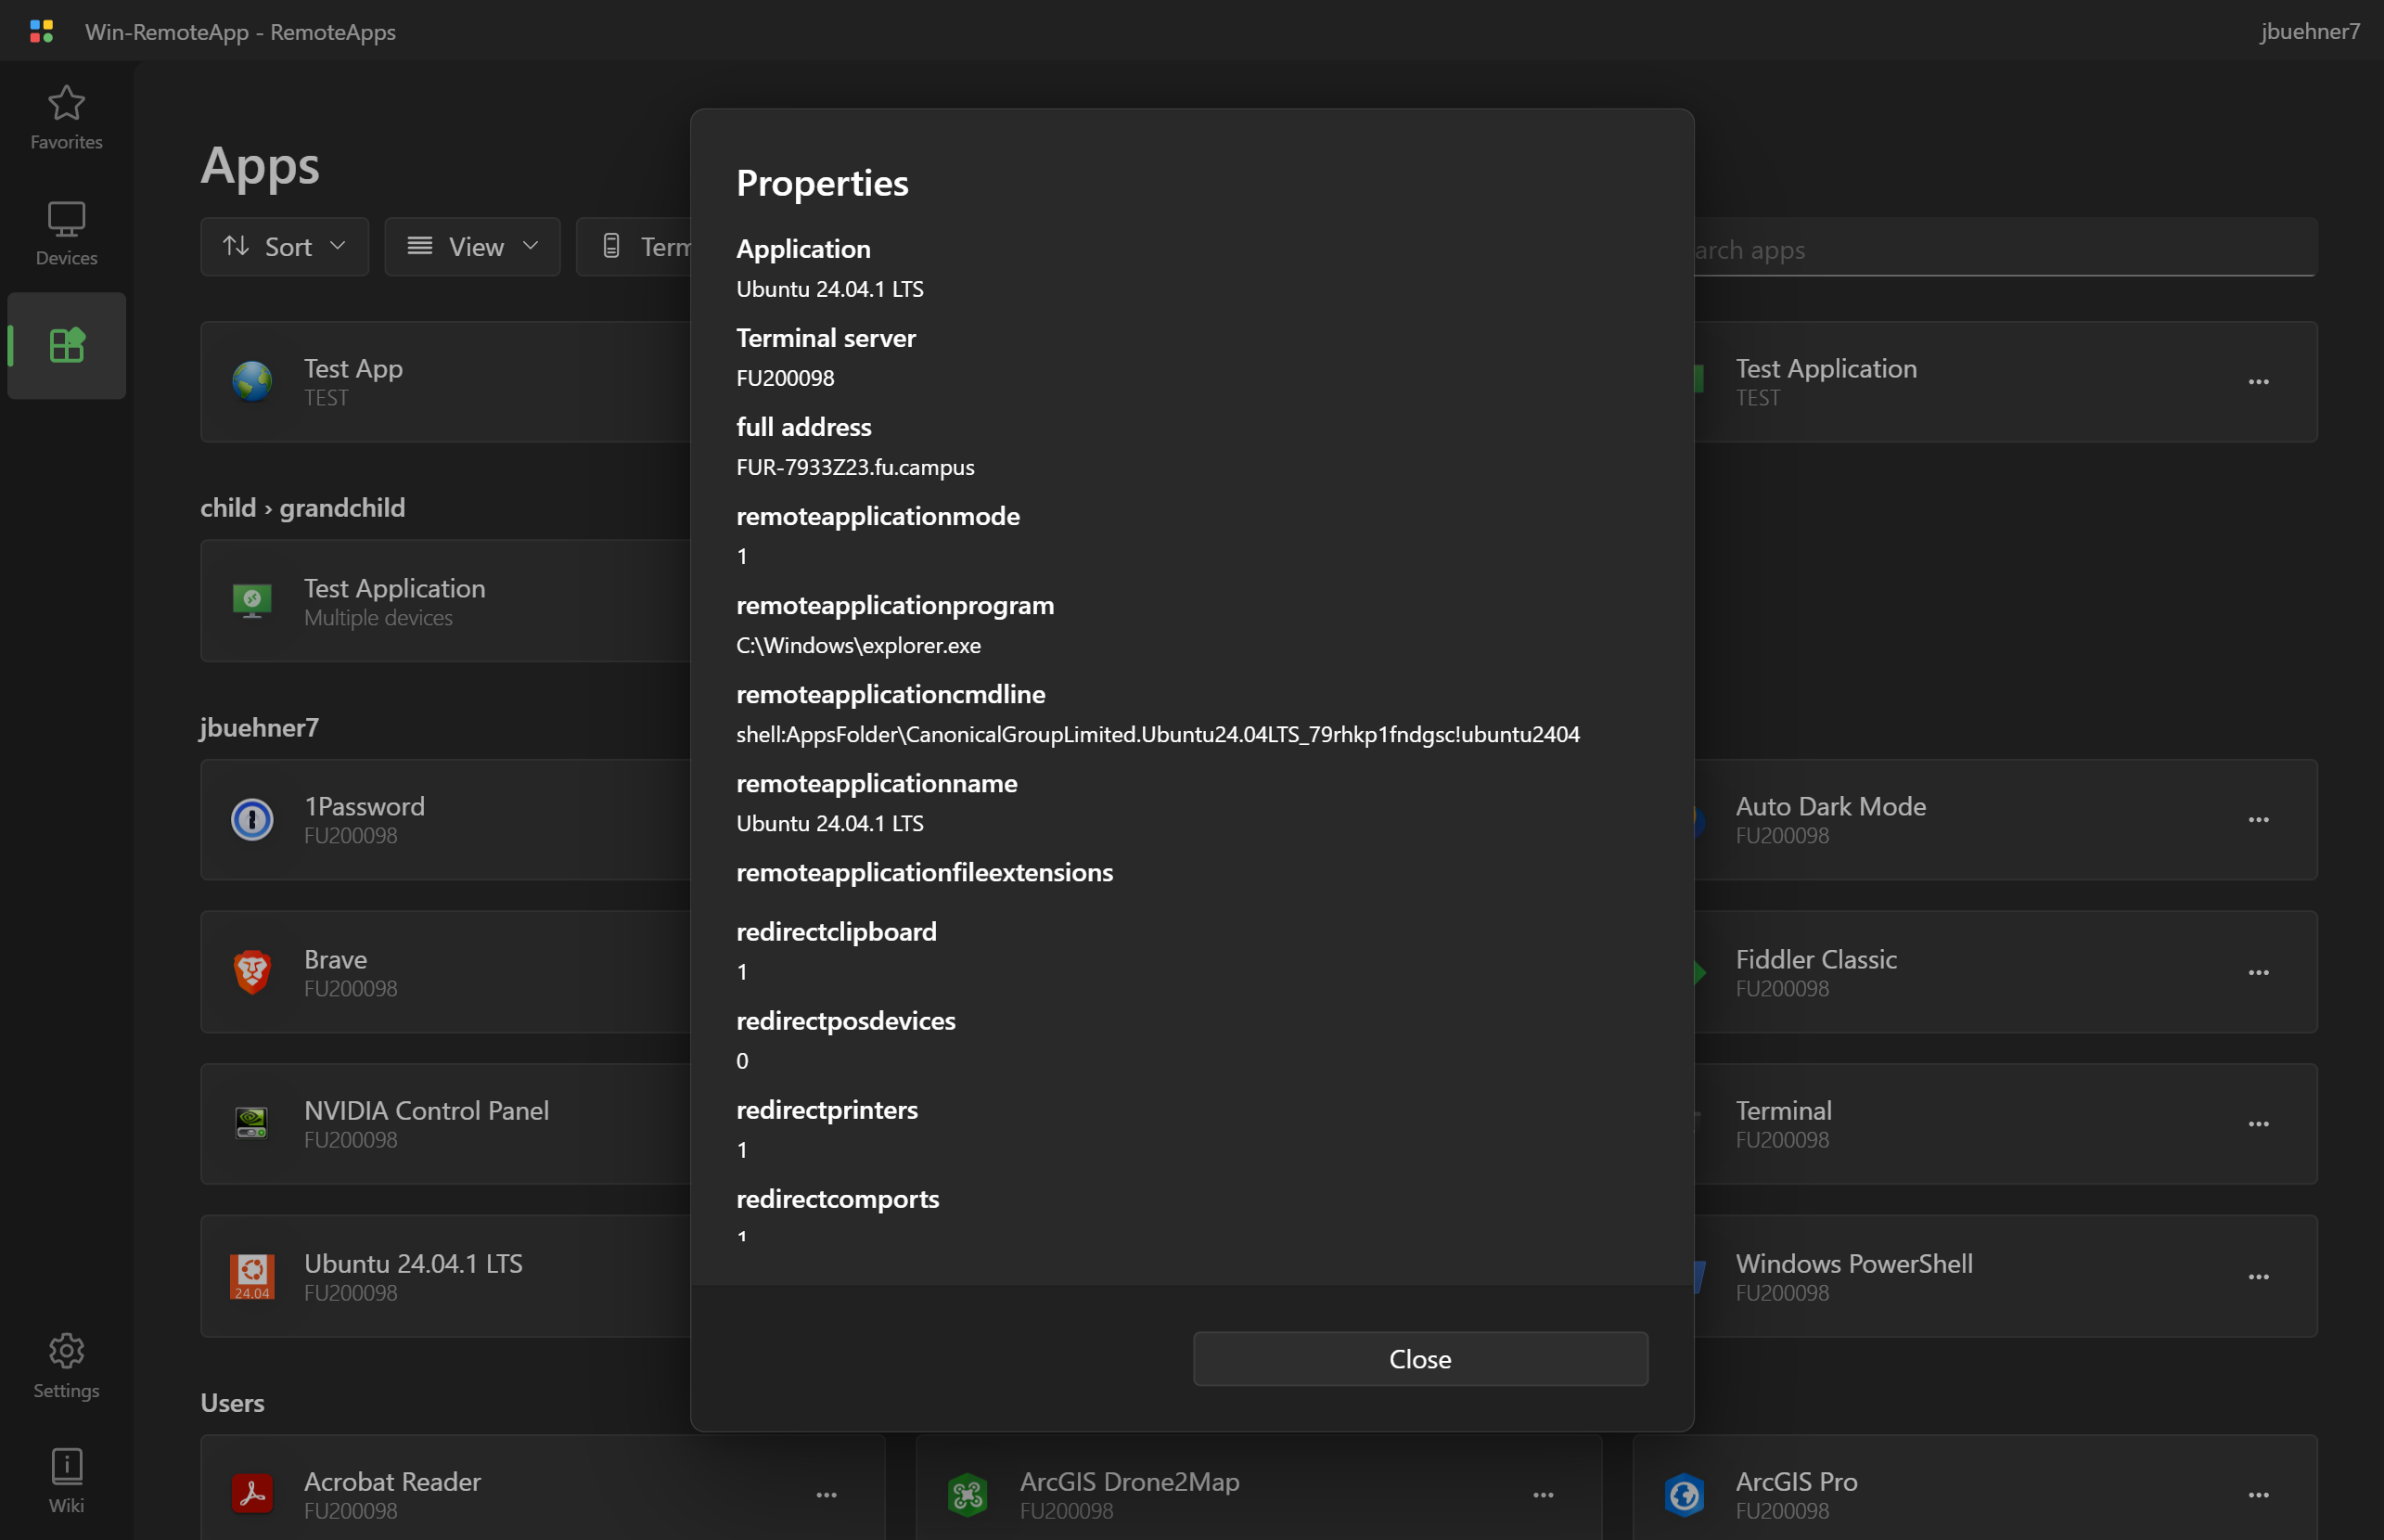 Win-RemoteApp - RemoteApps
jbuehner7
Favorites
Devices
Settings
Wiki
Apps
Sort
View
Term
arch apps
Test App
TEST
Test Application
TEST
child › grandchild
Test Application
Multiple devices
jbuehner7
1Password
FU200098
Auto Dark Mode
FU200098
Brave
FU200098
Fiddler Classic
FU200098
NVIDIA Control Panel
FU200098
Terminal
FU200098
24.04
Ubuntu 24.04.1 LTS
FU200098
Windows PowerShell
FU200098
Users
Acrobat Reader
FU200098
ArcGIS Drone2Map
FU200098
ArcGIS Pro
FU200098
Properties
Application
Ubuntu 24.04.1 LTS
Terminal server
FU200098
full address
FUR-7933Z23.fu.campus
remoteapplicationmode
1
remoteapplicationprogram
C:\Windows\explorer.exe
remoteapplicationcmdline
shell:AppsFolder\CanonicalGroupLimited.Ubuntu24.04LTS_79rhkp1fndgsc!ubuntu2404
remoteapplicationname
Ubuntu 24.04.1 LTS
remoteapplicationfileextensions
redirectclipboard
1
redirectposdevices
0
redirectprinters
1
redirectcomports
1
Close